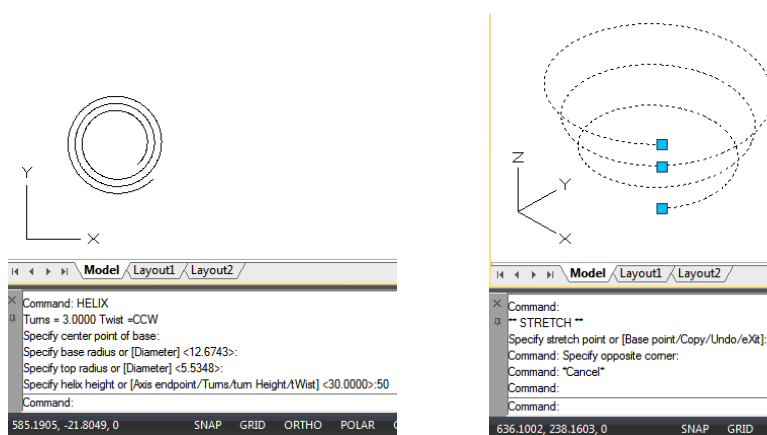 Y
X
Model Layout1 Layout2
Command: HELIX
Turns = 3.0000 Twist =CCW
Specify center point of base:
Specify base radius or [Diameter] <12.6743>:
Specify top radius or [Diameter] <5.5348>:
Specify helix height or [Axis endpoint/Turns/turn Height/tWist] <30.0000>:50
Command:
585.1905, -21.8049, 0 SNAP GRID ORTHO POLAR
Z
Y
X
Model Layout1 Layout2
Command:
** STRETCH **
Specify stretch point or [Base point/Copy/Undo/eXit]:
Command: Specify opposite corner:
Command: *Cancel*
Command:
Command:
636.1002, 238.1603, 0 SNAP GRID